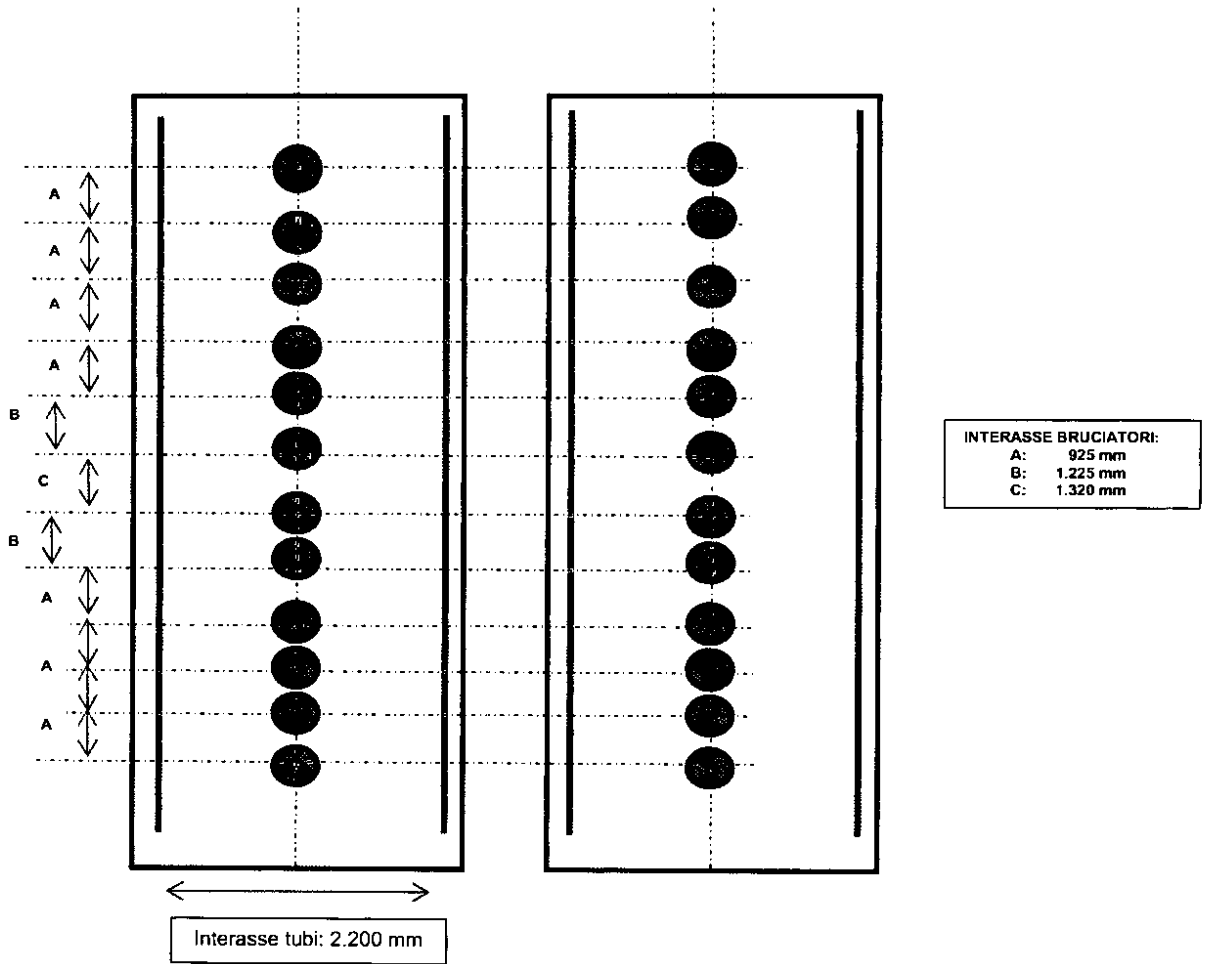 A
A
A
A
B
C
B
A
A
A
INTERASSE BRUCIATORI:
A: 925 mm
B: 1.225 mm
C: 1.320 mm
Interasse tubi: 2.200 mm